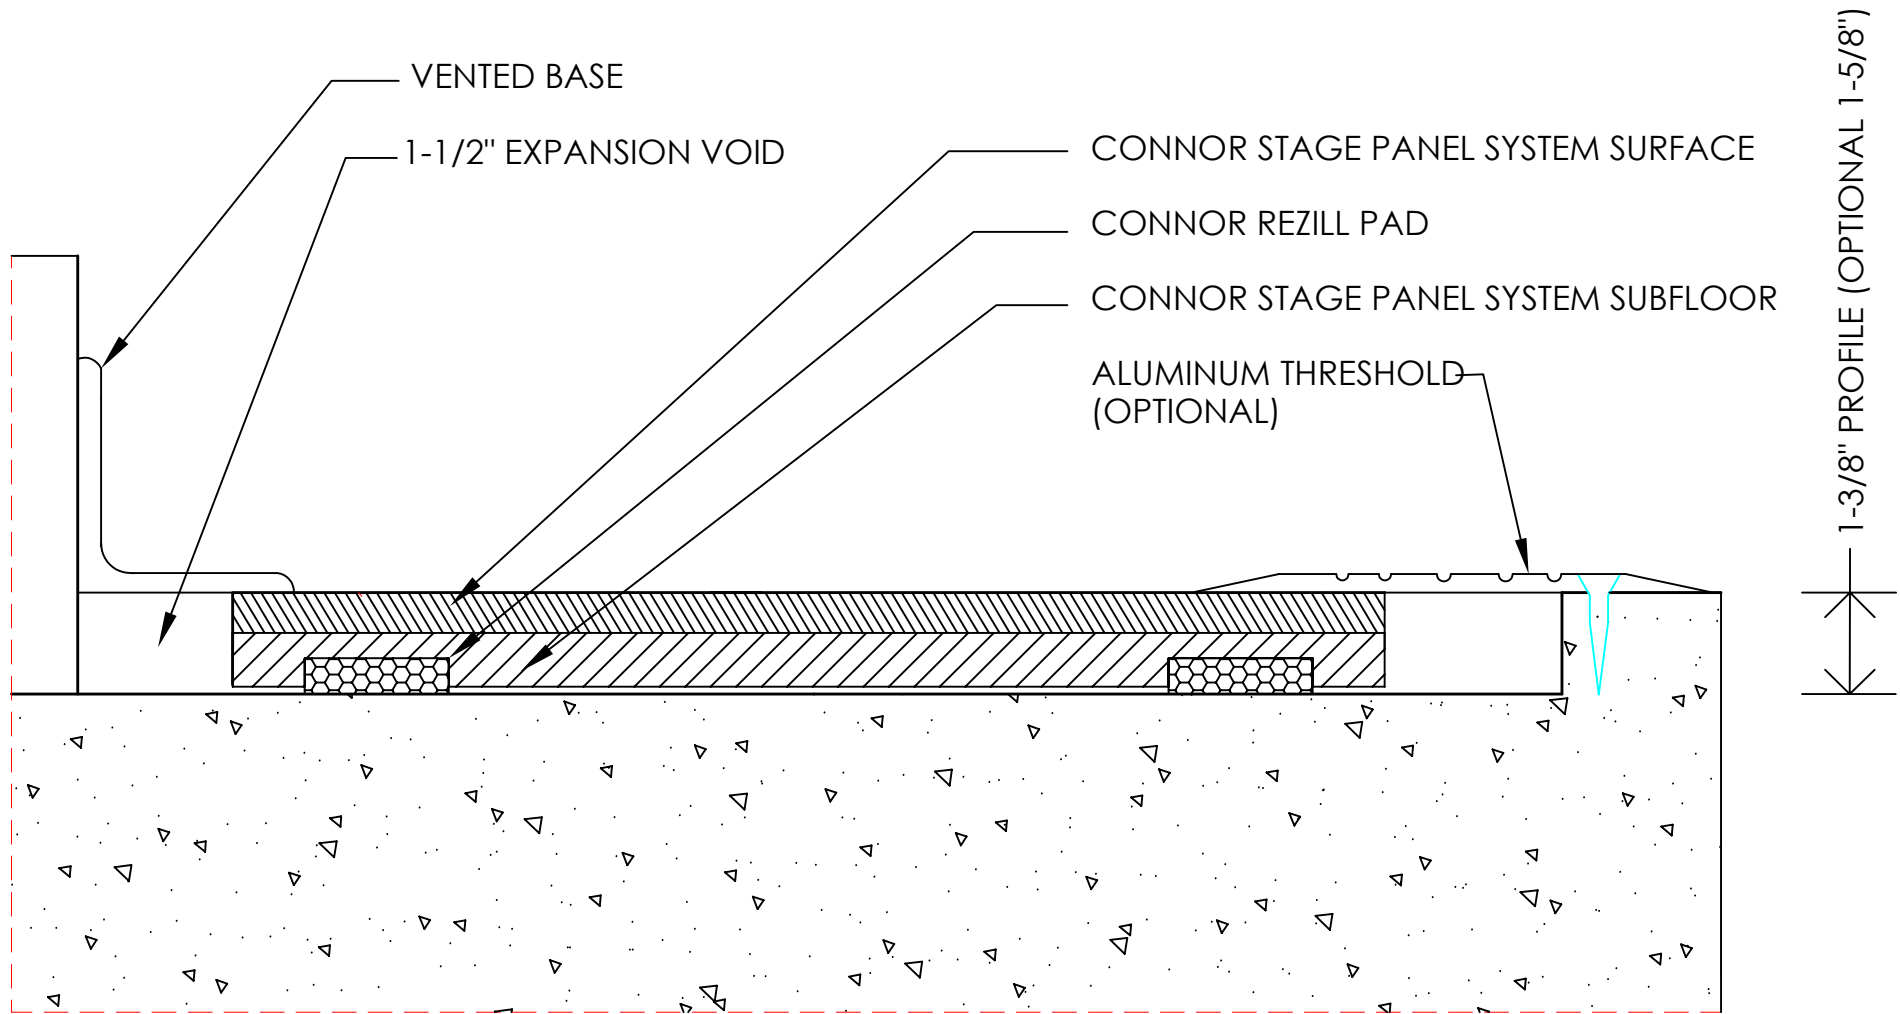 VENTED BASE
1-1/2" EXPANSION VOID
CONNOR STAGE PANEL SYSTEM SURFACE
CONNOR REZILL PAD
CONNOR STAGE PANEL SYSTEM SUBFLOOR
ALUMINUM THRESHOLD
(OPTIONAL)
1-3/8" PROFILE (OPTIONAL 1-5/8")